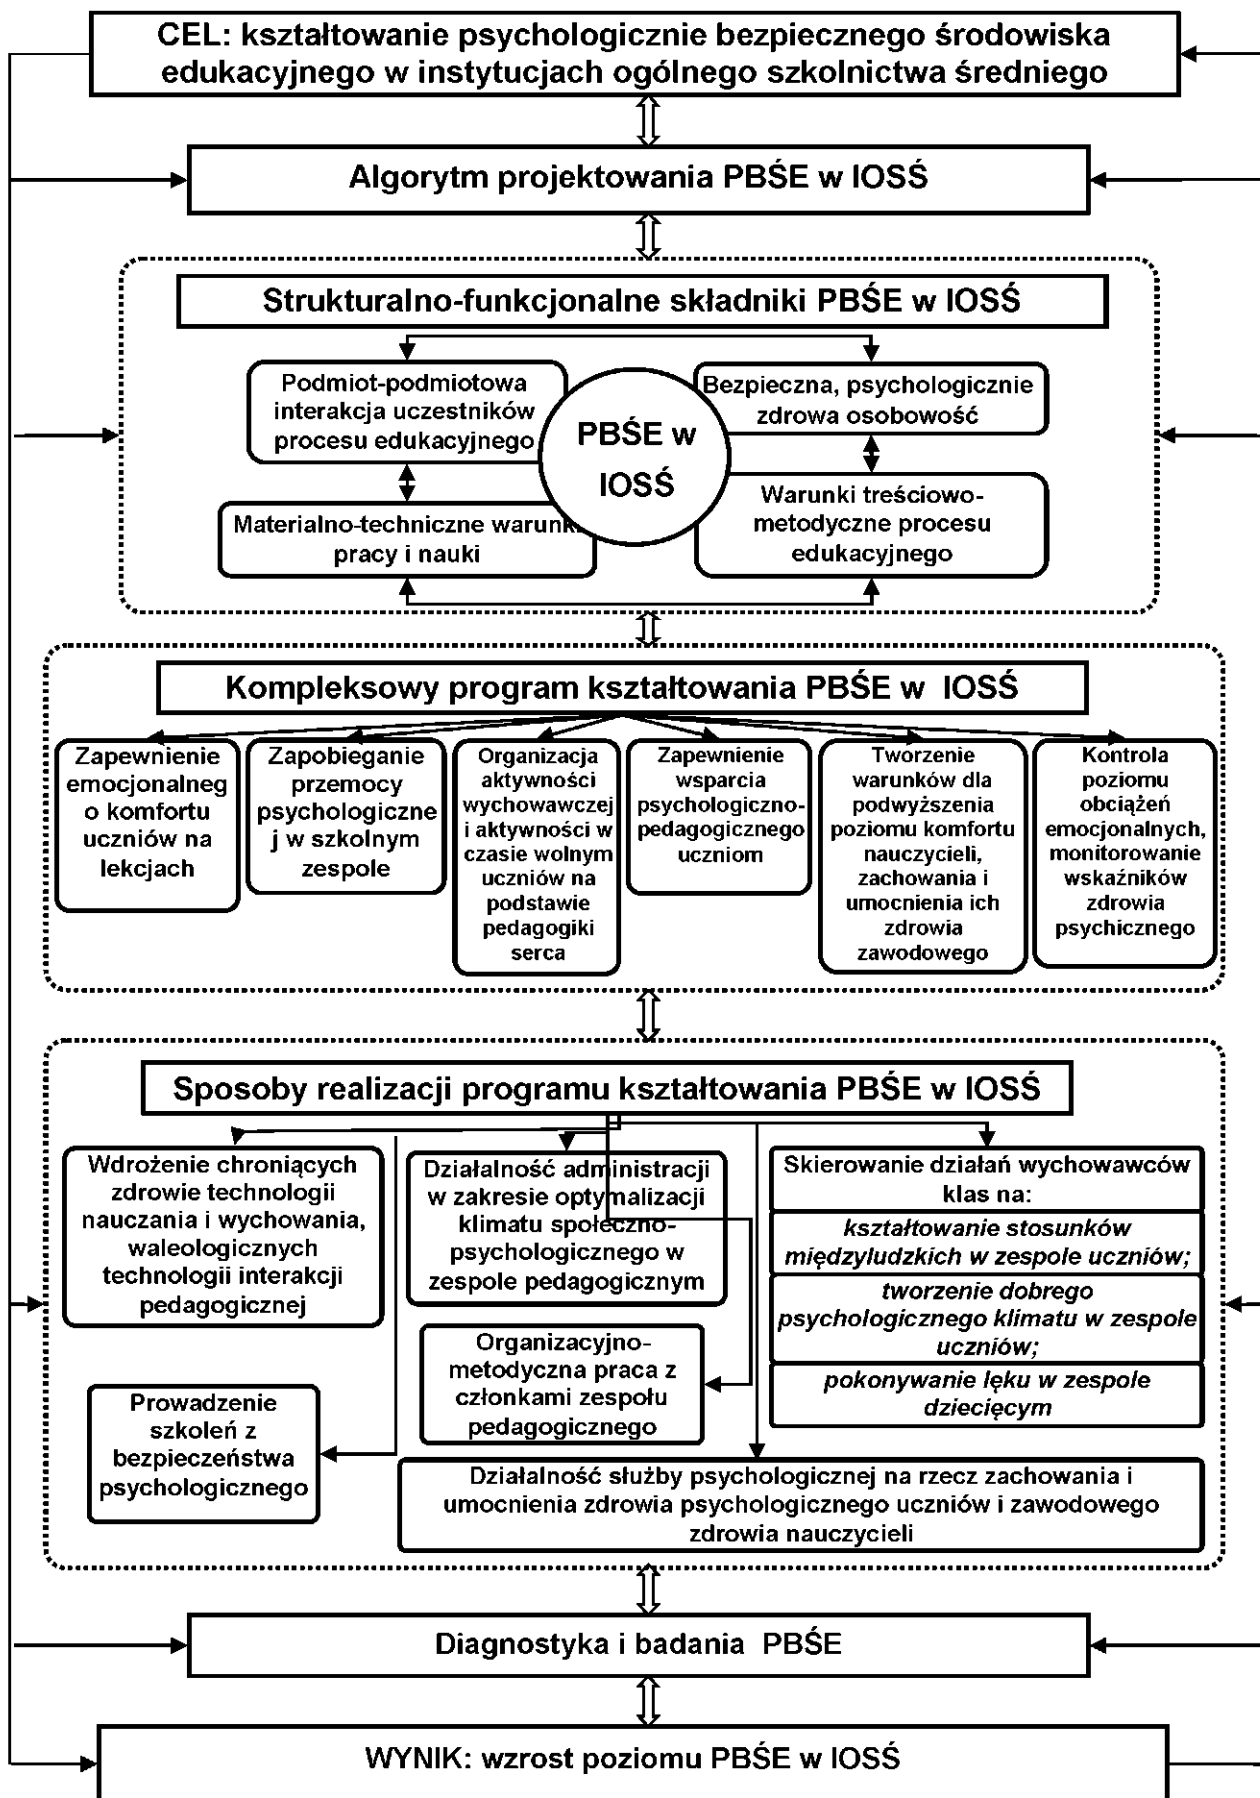 CEL: kształtowanie psychologicznie bezpiecznego środowiska
edukacyjnego w instytucjach ogólnego szkolnictwa średniego
Algorytm projektowania PBŚE w IOSŚ
Strukturalno-funkcjonalne składniki PBŚE w IOSŚ
Podmiot-podmiotowa
interakcja uczestników
procesu edukacyjnego
Bezpieczna, psychologicznie
zdrowa osobowość
PBŚE w
IOSŚ
Materialno-techniczne warunki
pracy i nauki
Warunki treściowo-
metodyczne procesu
edukacyjnego
Kompleksowy program kształtowania PBŚE w IOSŚ
Zapewnienie
emocjonalneg
o komfortu
uczniów na
lekcjach
Zapobieganie
przemocy
psychologiczne
j w szkolnym
zespole
Organizacja
aktywności
wychowawczej
i aktywności w
czasie wolnym
uczniów na
podstawie
pedagogiki
serca
Zapewnienie
wsparcia
psychologiczno-
pedagogicznego
uczniom
Tworzenie
warunków dla
podwyższenia
poziomu komfortu
nauczycieli,
zachowania i
umocnienia ich
zdrowia
zawodowego
Kontrola
poziomu
obciążeń
emocjonalnych,
monitorowanie
wskaźników
zdrowia
psychicznego
Sposoby realizacji programu kształtowania PBŚE w IOSŚ
Wdrożenie chroniących
zdrowie technologii
nauczania i wychowania,
waleologicznych
technologii interakcji
pedagogicznej
Działalność administracji
w zakresie optymalizacji
klimatu społeczno-
psychologicznego w
zespole pedagogicznym
Skierowanie działań wychowawców
klas na:
kształtowanie stosunków
międzyludzkich w zespole uczniów;
tworzenie dobrego
psychologicznego klimatu w zespole
uczniów;
pokonywanie lęku w zespole
dziecięcym
Organizacyjno-
metodyczna praca z
członkami zespołu
pedagogicznego
Prowadzenie
szkoleń z
bezpieczeństwa
psychologicznego
Działalność służby psychologicznej na rzecz zachowania i
umocnienia zdrowia psychologicznego uczniów i zawodowego
zdrowia nauczycieli
Diagnostyka i badania PBŚE
WYNIK: wzrost poziomu PBŚE w IOSŚ